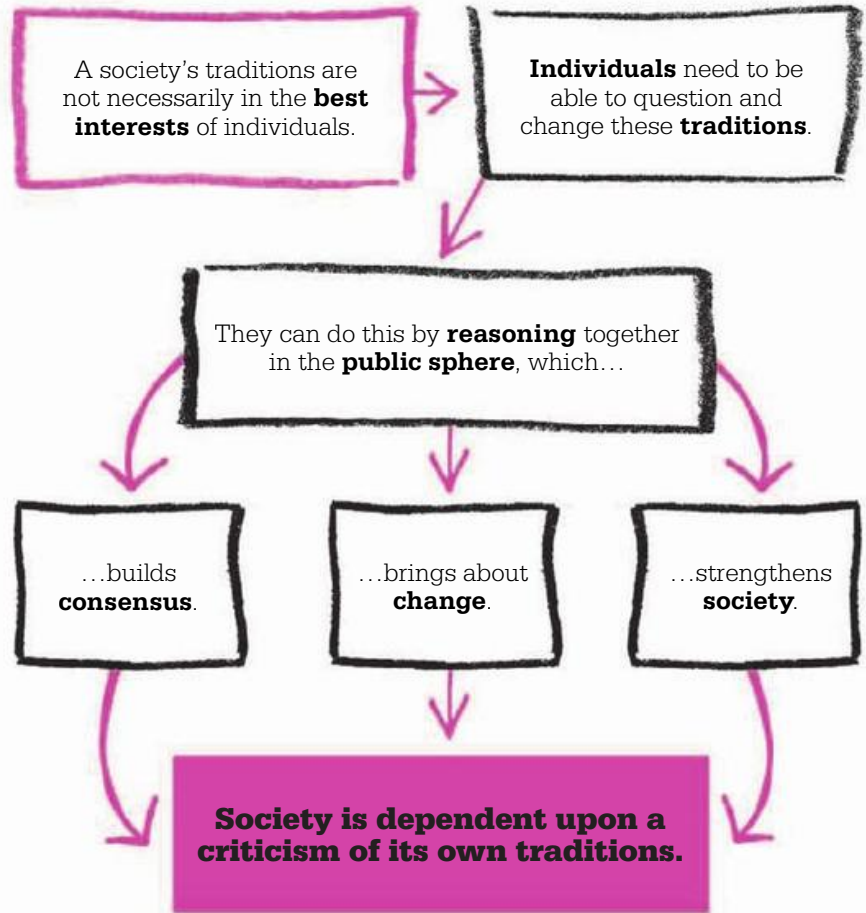 A society’s traditions are
not necessarily in the best
interests of individuals.
Individuals need to be
able to question and
change these traditions.
They can do this by reasoning together
in the public sphere, which…
…builds
consensus.
…brings about
change.
…strengthens
society.
Society is dependent upon a
criticism of its own traditions.